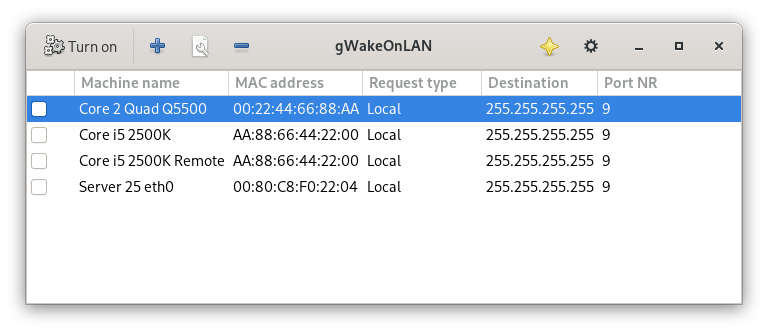 Turn on gWakeOnLAN
Machine name MAC address Request type Destination Port NR
Core 2 Quad Q5500 00:22:44:66:88:AA Local 255.255.255.255 9
Core i5 2500K AA:88:66:44:22:00 Local 255.255.255.255 9
Core i5 2500K Remote AA:88:66:44:22:00 Local 255.255.255.255 9
Server 25 eth0 00:80:C8:F0:22:04 Local 255.255.255.255 9